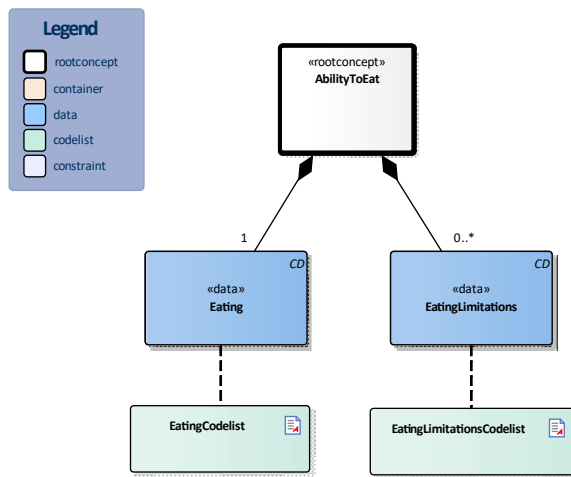 Legend
rootconcept
container
data
codelist
constraint
«rootconcept»
AbilityToEat
1
0..*
CD
«data»
Eating
CD
«data»
EatingLimitations
EatingCodelist
EatingLimitationsCodelist